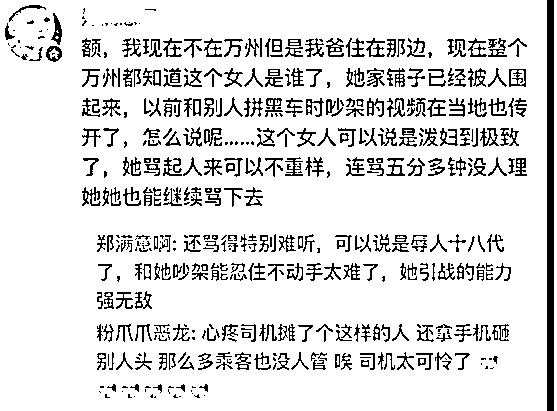 额，我现在不在万州但是我爸住在那边，现在整个
万州都知道这个女人是谁了，她家铺子已经被人围
起来，以前和别人拼黑车时吵架的视频在当地也传
开了，怎么说呢......这个女人可以说是泼妇到极致
了，她骂起人来可以不重样，连骂五分多钟没人理
她她也能继续骂下去
郑满意啊: 还骂得特别难听，可以说是辱人十八代
了，和她吵架能忍住不动手太难了，她引战的能力
强无敌
粉爪爪恶龙: 心疼司机摊了个这样的人 还拿手机砸
别人头 那么多乘客也没人管 唉 司机太可怜了